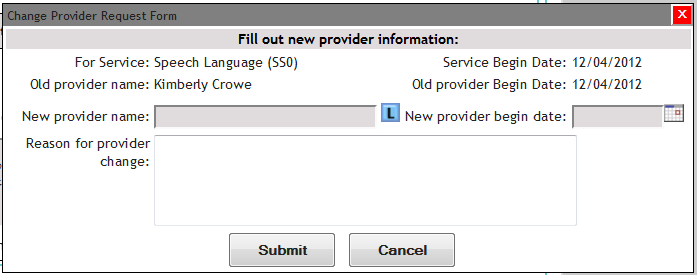 Change Provider Request Form
X
Fill out new provider information:
For Service: Speech Language (SS0) Service Begin Date: 12/04/2012
Old provider name: Kimberly Crowe Old provider Begin Date: 12/04/2012
New provider name: L New provider begin date:
Reason for provider
change:
Submit Cancel